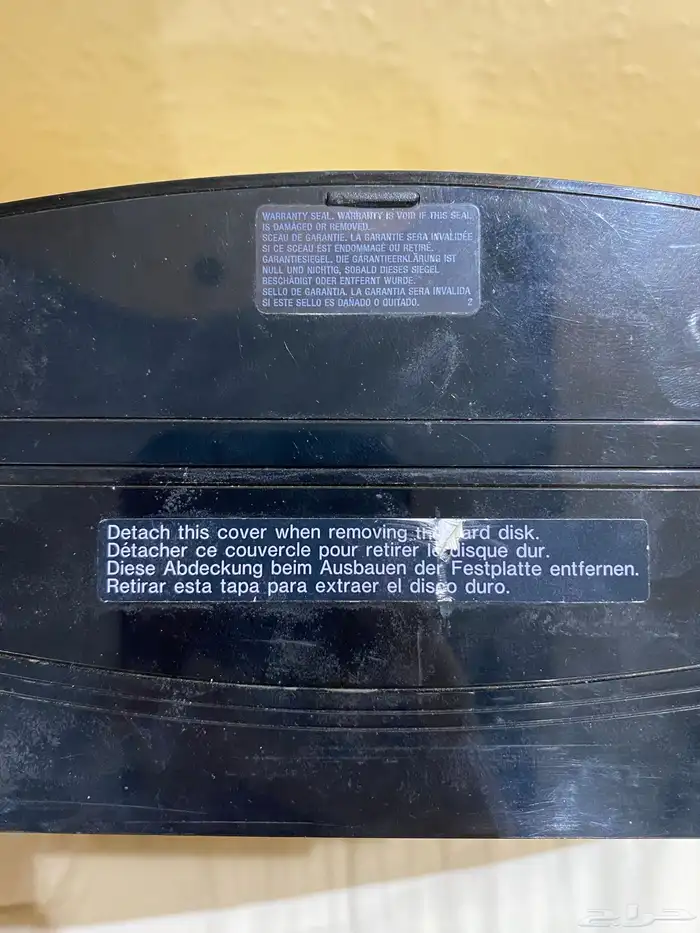 WARRANTY SEAL. WARRANTY IS VOID IF THIS SEAL
IS DAMAGED OR REMOVED.
SCEAU DE GARANTIE. LA GARANTIE SERA INVALIDÉE
SI CE SCEAU EST ENDOMMAGÉ OU RETIRÉ.
GARANTIESIEGEL. DIE GARANTIEERKLÄRUNG IST
NULL UND NICHTIG, SOBALD DIESES SIEGEL
BESCHÄDIGT ODER ENTFERNT WURDE.
SELLO DE GARANTÍA. LA GARANTÍA SERA INVALIDA
SI ESTE SELLO ES DAÑADO O QUITADO. 2
Detach this cover when removing disk.
Détacher ce couvercle pour retirer le disque dur.
Diese Abdeckung beim Ausbauen der Festplatte entfernen.
Retirar esta tapa para extraer el disco duro.
حراج